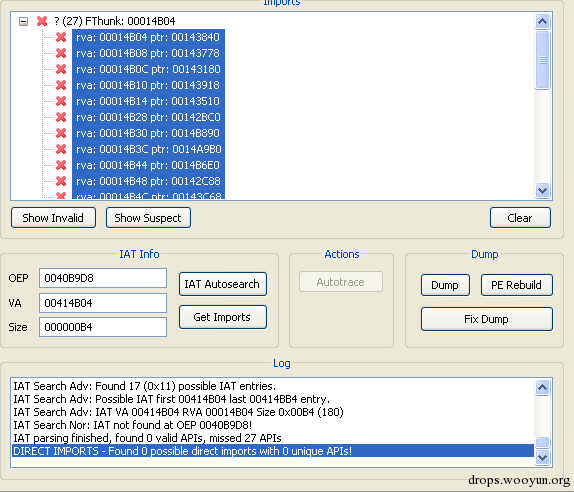 Imports
? (27) FThunk: 00014B04
rva: 00014B04 ptr: 00143840
rva: 00014B08 ptr: 00143778
rva: 00014B0C ptr: 00143180
rva: 00014B10 ptr: 00143918
rva: 00014B14 ptr: 00143510
rva: 00014B28 ptr: 00142BC0
rva: 00014B30 ptr: 0014B890
rva: 00014B3C ptr: 0014A9B0
rva: 00014B44 ptr: 0014B6E0
rva: 00014B48 ptr: 00142C88
rva: 00014B4C ptr: 00143C68
Show Invalid Show Suspect Clear
IAT Info Actions Dump
OEP 0040B9D8 IAT Autosearch Autotrace Dump PE Rebuild
VA 00414B04 Get Imports Fix Dump
Size 000000B4
Log
IAT Search Adv: Found 17 (0x11) possible IAT entries.
IAT Search Adv: Possible IAT first 00414B04 last 00414BB4 entry.
IAT Search Adv: IAT VA 00414B04 RVA 00014B04 Size 0x00B4 (180)
IAT Search Nor: IAT not found at OEP 0040B9D8!
IAT parsing finished, found 0 valid APIs, missed 27 APIs
DIRECT IMPORTS - Found 0 possible direct imports with 0 unique APIs!
drops.wooyun.org